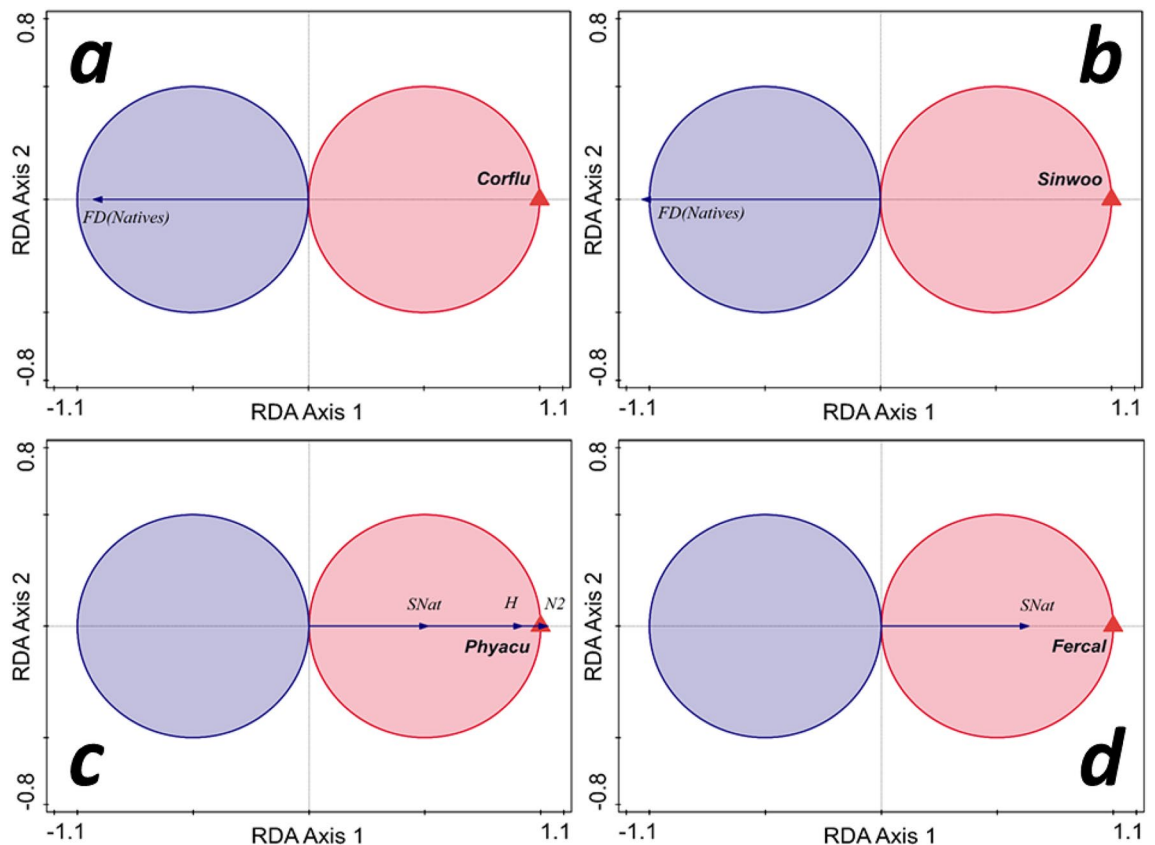 a
0.8
RDA Axis 2
-0.8
Corflu
FD(Natives)
-1.1
RDA Axis 1
1.1
b
0.8
RDA Axis 2
-0.8
Sinwoo
FD(Natives)
-1.1
RDA Axis 1
1.1
c
0.8
RDA Axis 2
-0.8
SNat
H
N2
Phyacu
-1.1
RDA Axis 1
1.1
d
0.8
RDA Axis 2
-0.8
SNat
Fercal
-1.1
RDA Axis 1
1.1